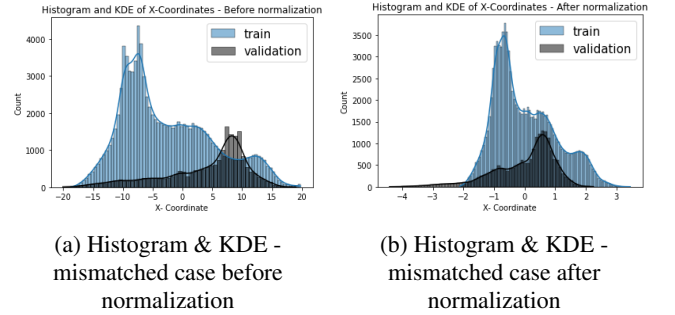 Histogram and KDE of X-Coordinates - Before normalization
4000
3000
2000
1000
0
Count
train
validation
−20 −15 −10 −5 0 5 10 15 20
X- Coordinate
Histogram and KDE of X-Coordinates - After normalization
3500
3000
2500
2000
1500
1000
500
0
Count
train
validation
−4 −3 −2 −1 0 1 2 3
X- Coordinate
(a) Histogram & KDE -
mismatched case before
normalization
(b) Histogram & KDE -
mismatched case after
normalization